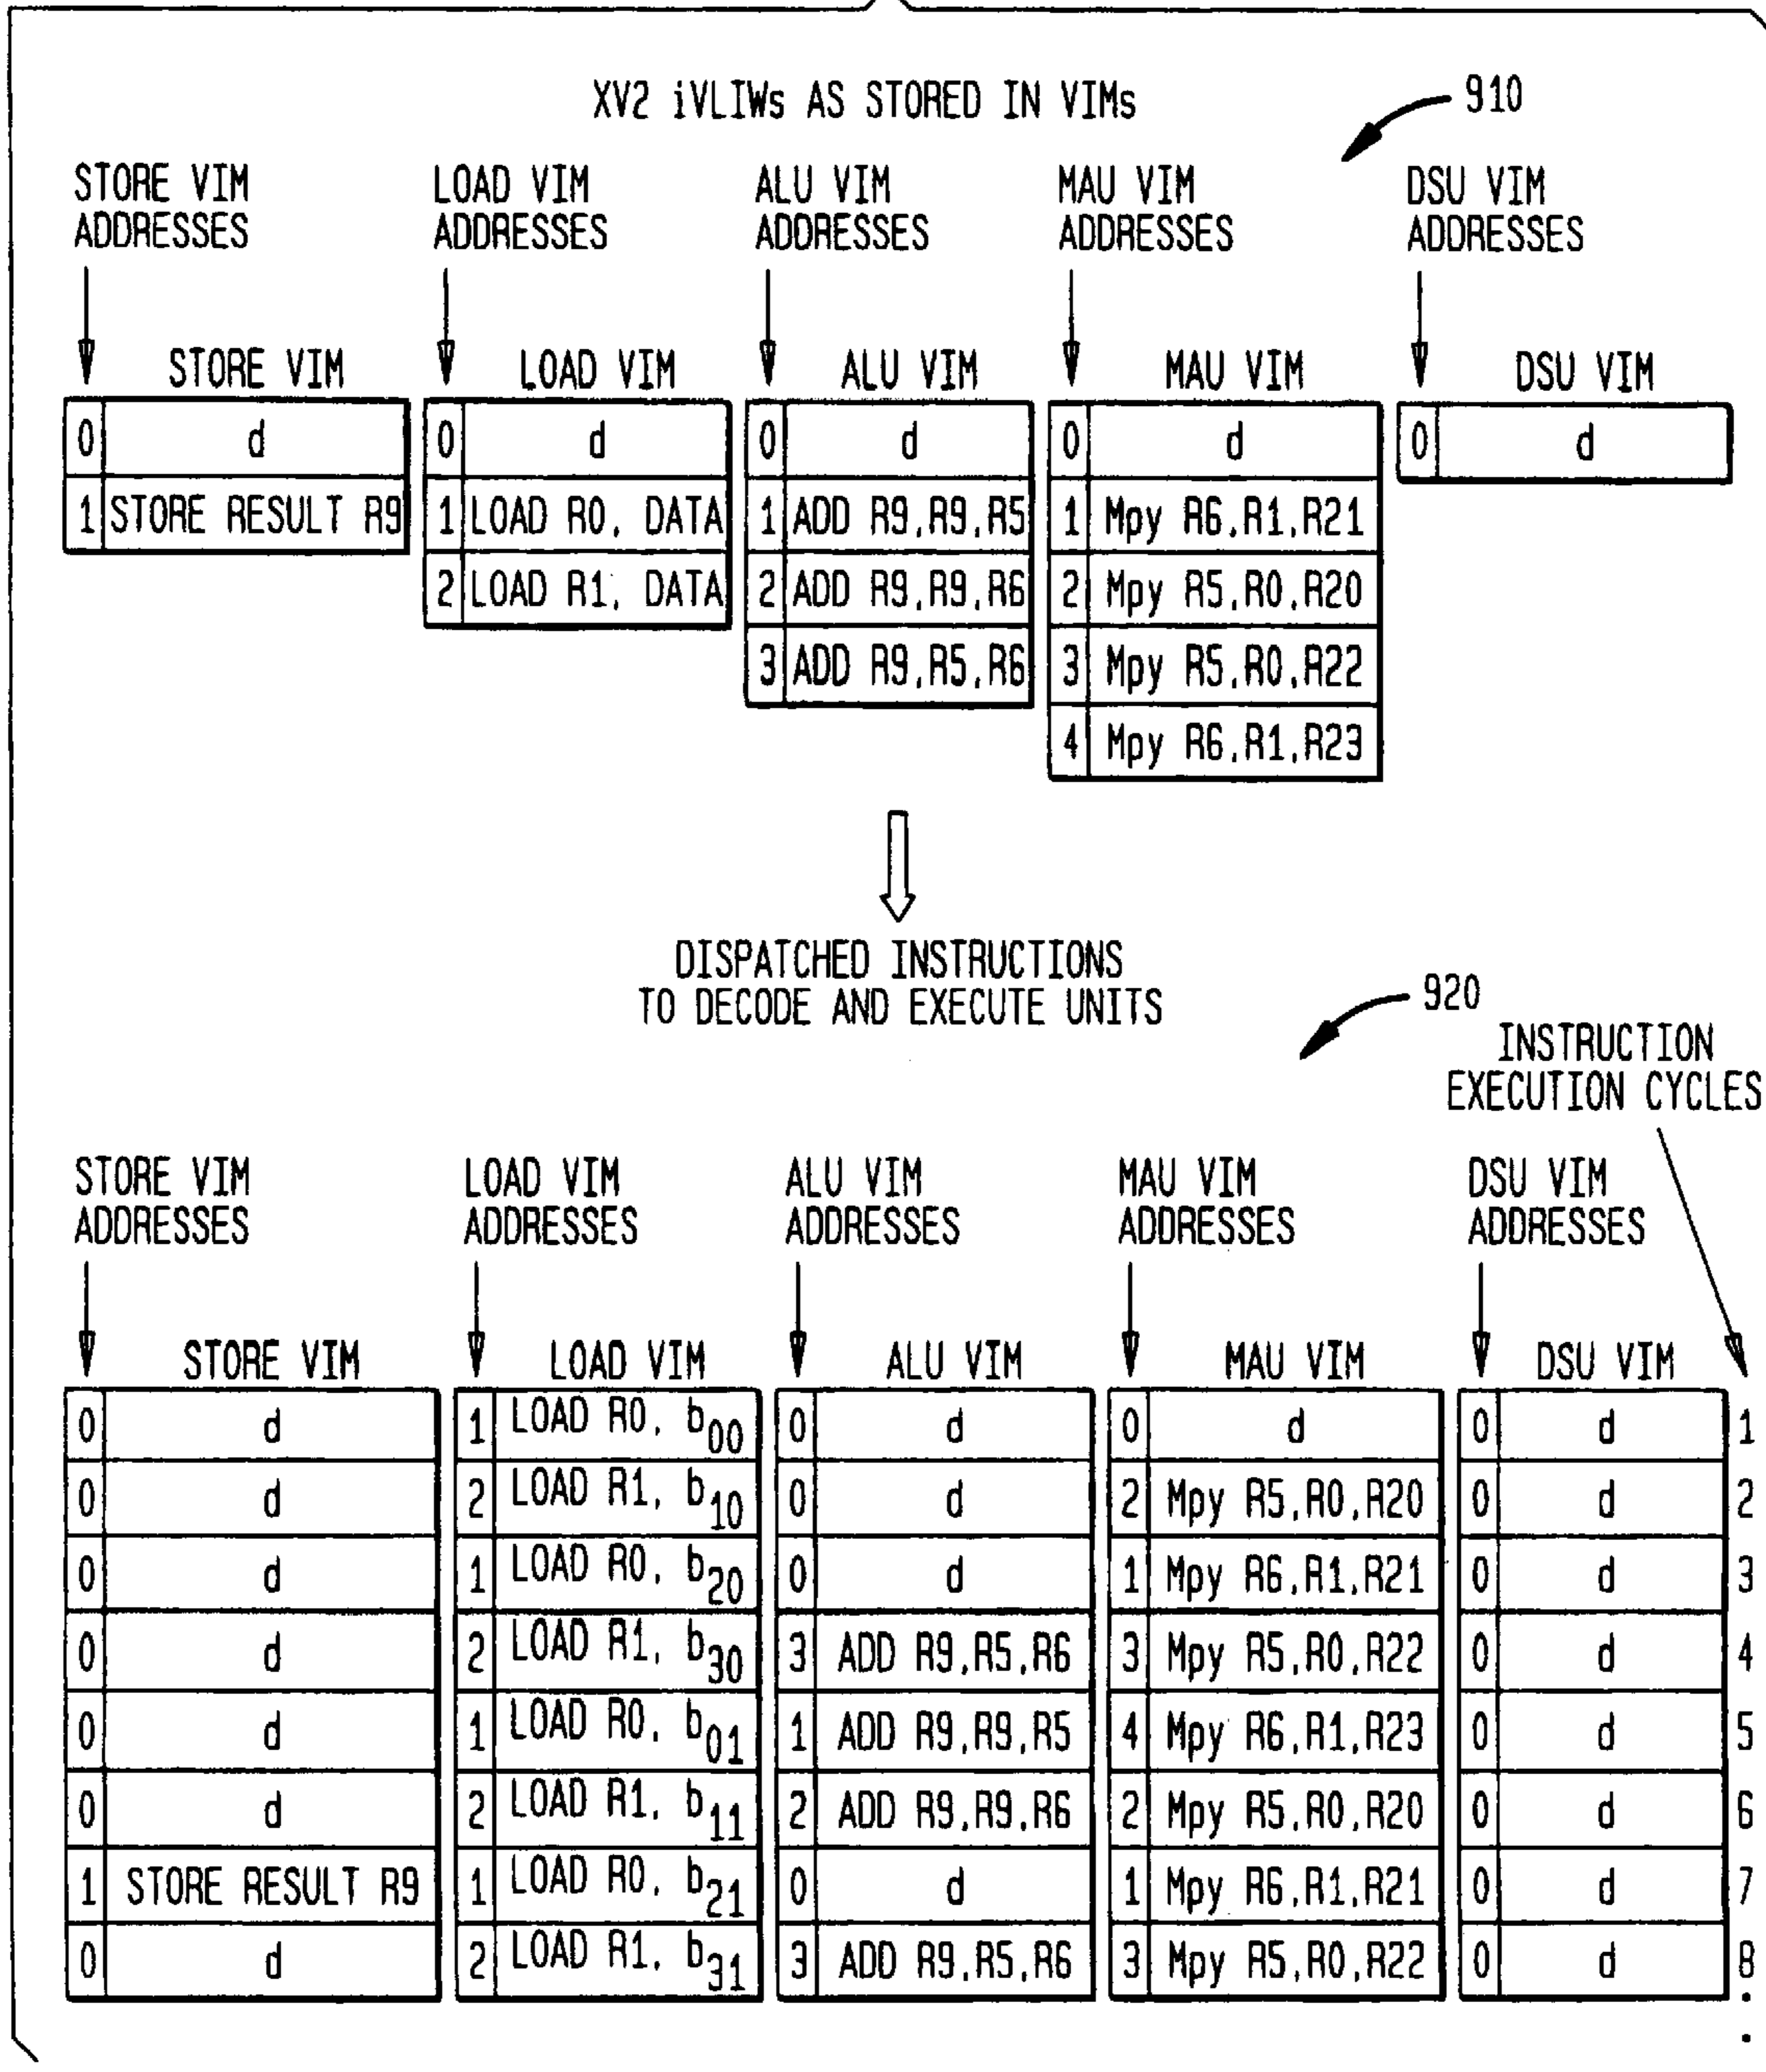 XV2 iVLIWs AS STORED IN VIMs
910
STORE VIM ADDRESSES
LOAD VIM ADDRESSES
ALU VIM ADDRESSES
MAU VIM ADDRESSES
DSU VIM ADDRESSES
STORE VIM LOAD VIM ALU VIM MAU VIM DSU VIM
0 d 0 d 0 d 0 d 0 d
1 STORE RESULT R9 1 LOAD R0, DATA 1 ADD R9,R9,R5 1 Mpy R6,R1,R21
2 LOAD R1, DATA 2 ADD R9,R9,R6 2 Mpy R5,R0,R20
3 ADD R9,R5,R6 3 Mpy R5,R0,R22
4 Mpy R6,R1,R23
DISPATCHED INSTRUCTIONS
TO DECODE AND EXECUTE UNITS
920
INSTRUCTION
EXECUTION CYCLES
STORE VIM ADDRESSES
LOAD VIM ADDRESSES
ALU VIM ADDRESSES
MAU VIM ADDRESSES
DSU VIM ADDRESSES
STORE VIM LOAD VIM ALU VIM MAU VIM DSU VIM
0 d 1 LOAD R0, b00 0 d 0 d 0 d 1
0 d 2 LOAD R1, b10 0 d 2 Mpy R5,R0,R20 0 d 2
0 d 1 LOAD R0, b20 0 d 1 Mpy R6,R1,R21 0 d 3
0 d 2 LOAD R1, b30 3 ADD R9,R5,R6 3 Mpy R5,R0,R22 0 d 4
0 d 1 LOAD R0, b01 1 ADD R9,R9,R5 4 Mpy R6,R1,R23 0 d 5
0 d 2 LOAD R1, b11 2 ADD R9,R9,R6 2 Mpy R5,R0,R20 0 d 6
1 STORE RESULT R9 1 LOAD R0, b21 0 d 1 Mpy R6,R1,R21 0 d 7
0 d 2 LOAD R1, b31 3 ADD R9,R5,R6 3 Mpy R5,R0,R22 0 d 8